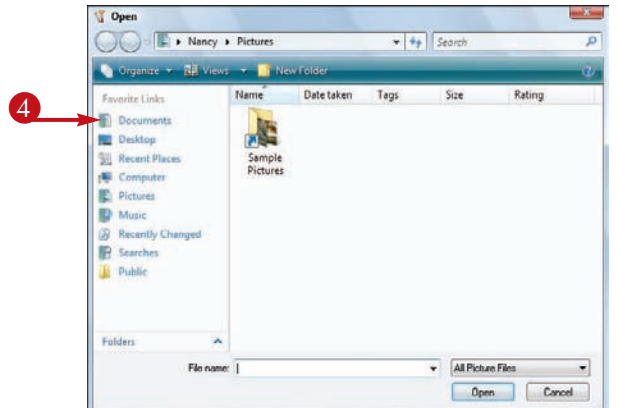 Open
Nancy Pictures Search
Organize Views New Folder
Favorite Links
Name Date taken Tags Size Rating
4
Documents
Desktop
Recent Places
Computer
Pictures
Music
Recently Changed
Searches
Public
Sample
Pictures
Folders
File name: All Picture Files
Open Cancel